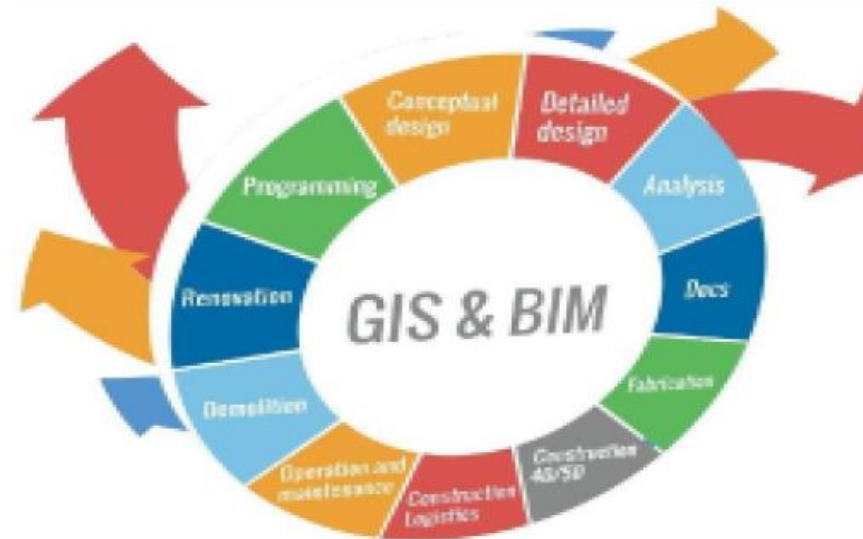 Conceptual
design
Detailed
design
Analysis
Docs
Fabrication
Construction
4D/5D
Construction
Logistics
Operation and
maintenance
Demolition
Renovation
Programming
GIS & BIM